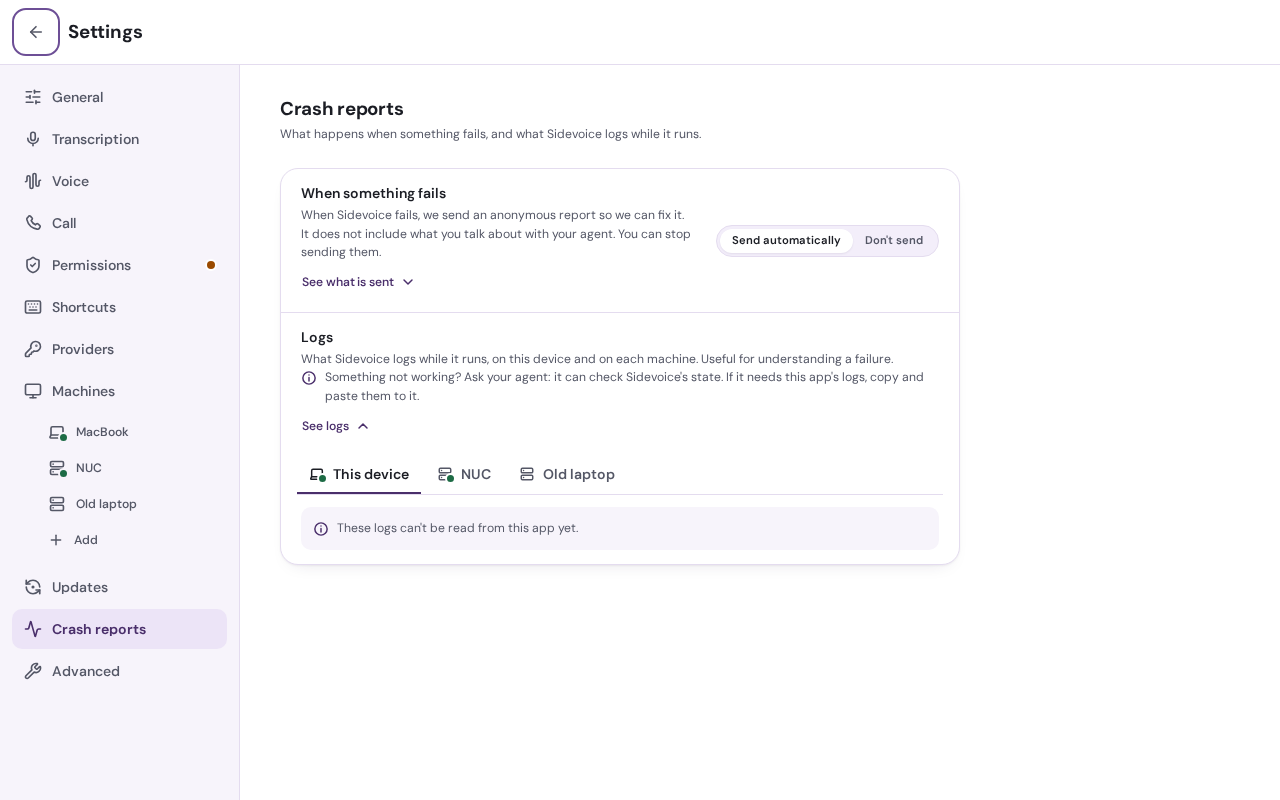 Settings
General
Transcription
Voice
Call
Permissions
Shortcuts
Providers
Machines
MacBook
NUC
Old laptop
Add
Updates
Crash reports
Advanced
Crash reports
What happens when something fails, and what Sidevoice logs while it runs.
When something fails
When Sidevoice fails, we send an anonymous report so we can fix it.
It does not include what you talk about with your agent. You can stop
sending them.
Send automatically
Don't send
See what is sent
Logs
What Sidevoice logs while it runs, on this device and on each machine. Useful for understanding a failure.
Something not working? Ask your agent: it can check Sidevoice's state. If it needs this app's logs, copy and
paste them to it.
See logs
This device
NUC
Old laptop
These logs can't be read from this app yet.